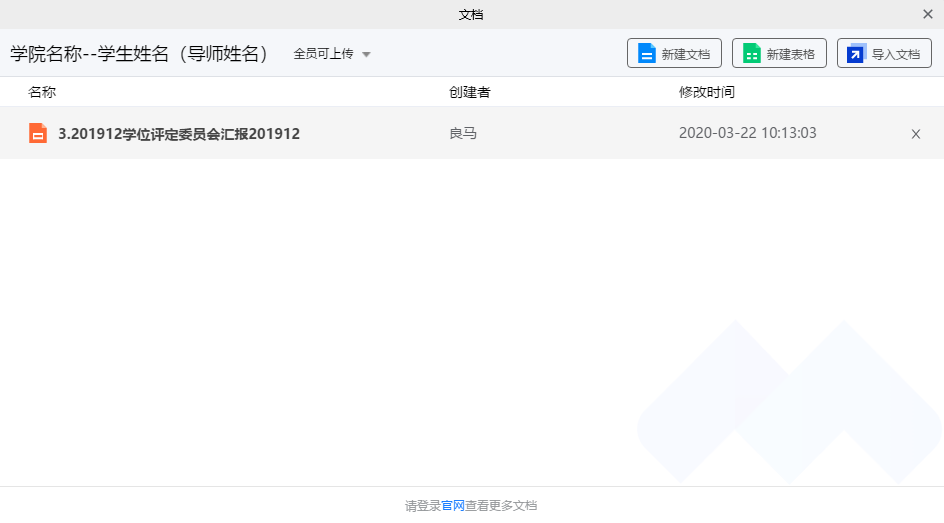 文档
学院名称--学生姓名（导师姓名） 全员可上传 新建文档 新建表格 导入文档
名称 创建者 修改时间
3.201912学位评定委员会汇报201912 良马 2020-03-22 10:13:03
请登录官网查看更多文档